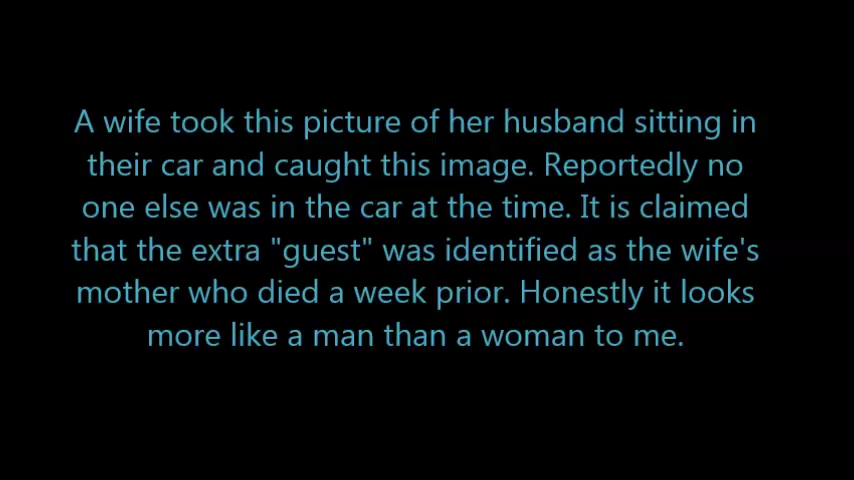 A wife took this picture of her husband sitting in
their car and caught this image. Reportedly no
one else was in the car at the time. It is claimed
that the extra "guest" was identified as the wife's
mother who died a week prior. Honestly it looks
more like a man than a woman to me.